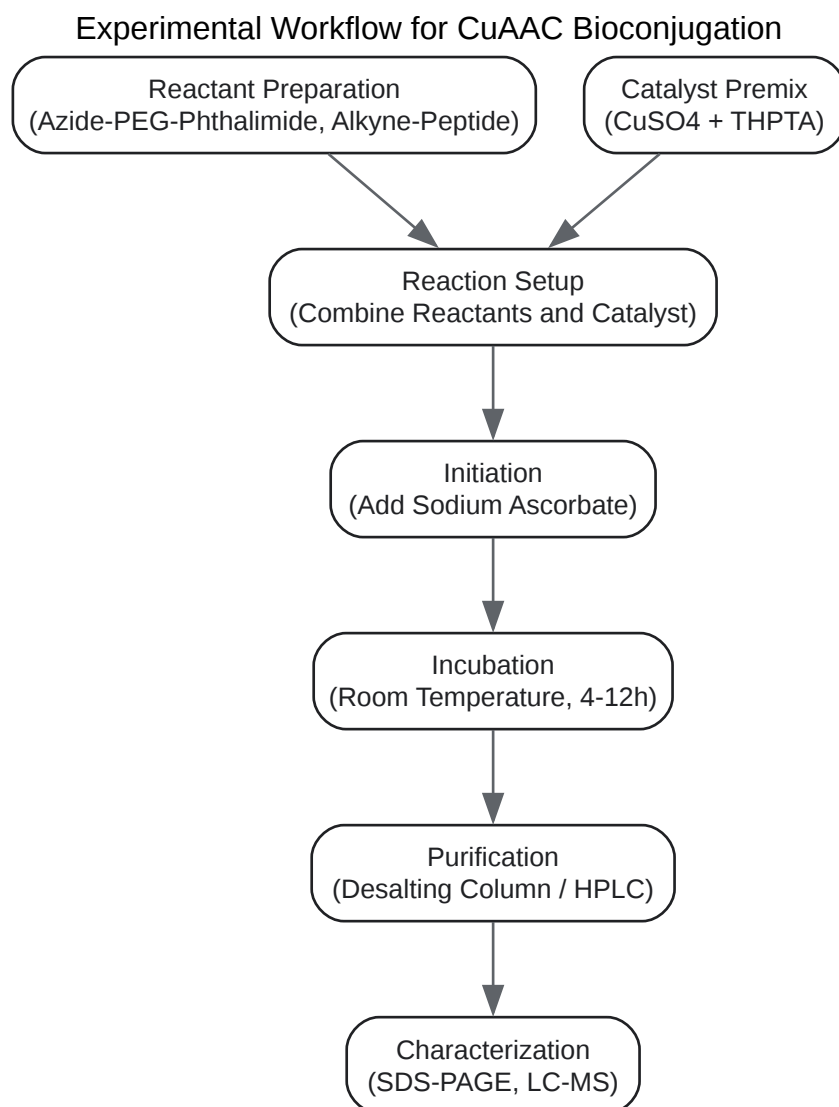 Experimental Workflow for CuAAC Bioconjugation
Reactant Preparation
(Azide-PEG-Phthalimide, Alkyne-Peptide)
Catalyst Premix
(CuSO4 + THPTA)
Reaction Setup
(Combine Reactants and Catalyst)
Initiation
(Add Sodium Ascorbate)
Incubation
(Room Temperature, 4-12h)
Purification
(Desalting Column / HPLC)
Characterization
(SDS-PAGE, LC-MS)